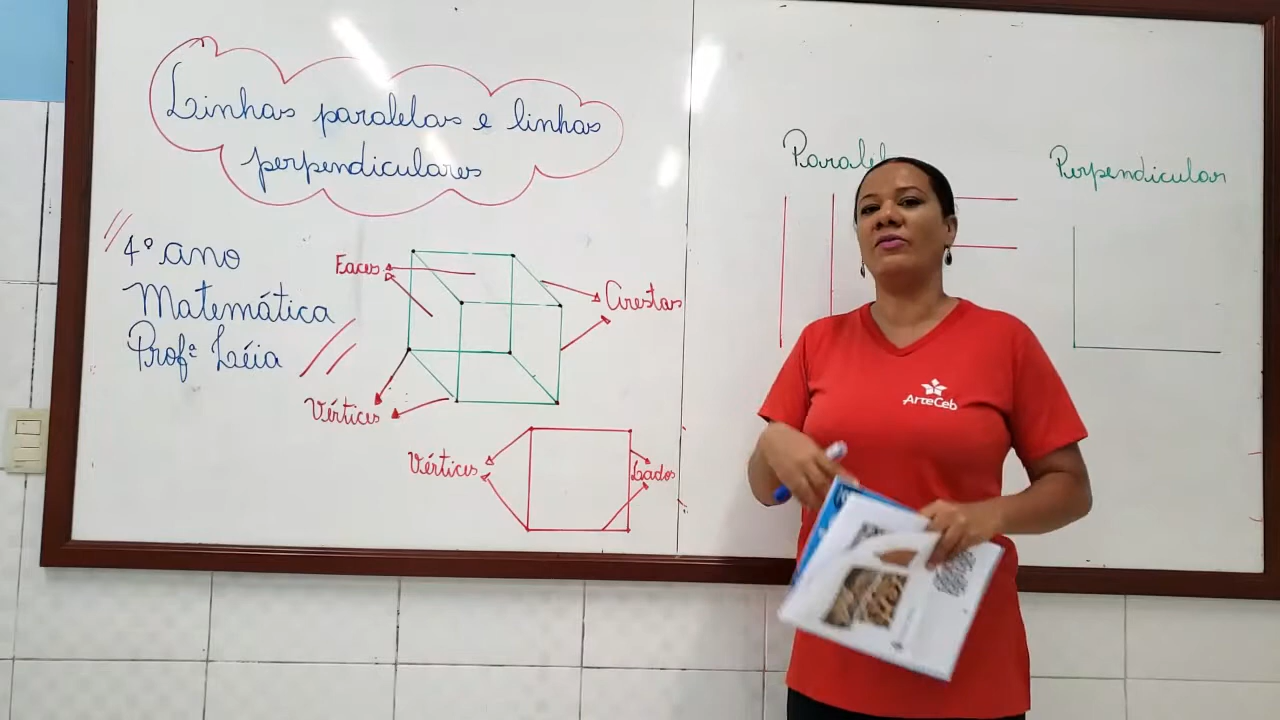 Linhas paralelas e linhas
perpendiculares
4º ano
Matemática
Profª Léia
Faces
Arestas
Vértices
Vértices
Lados
Perpendicular
ArteCeb